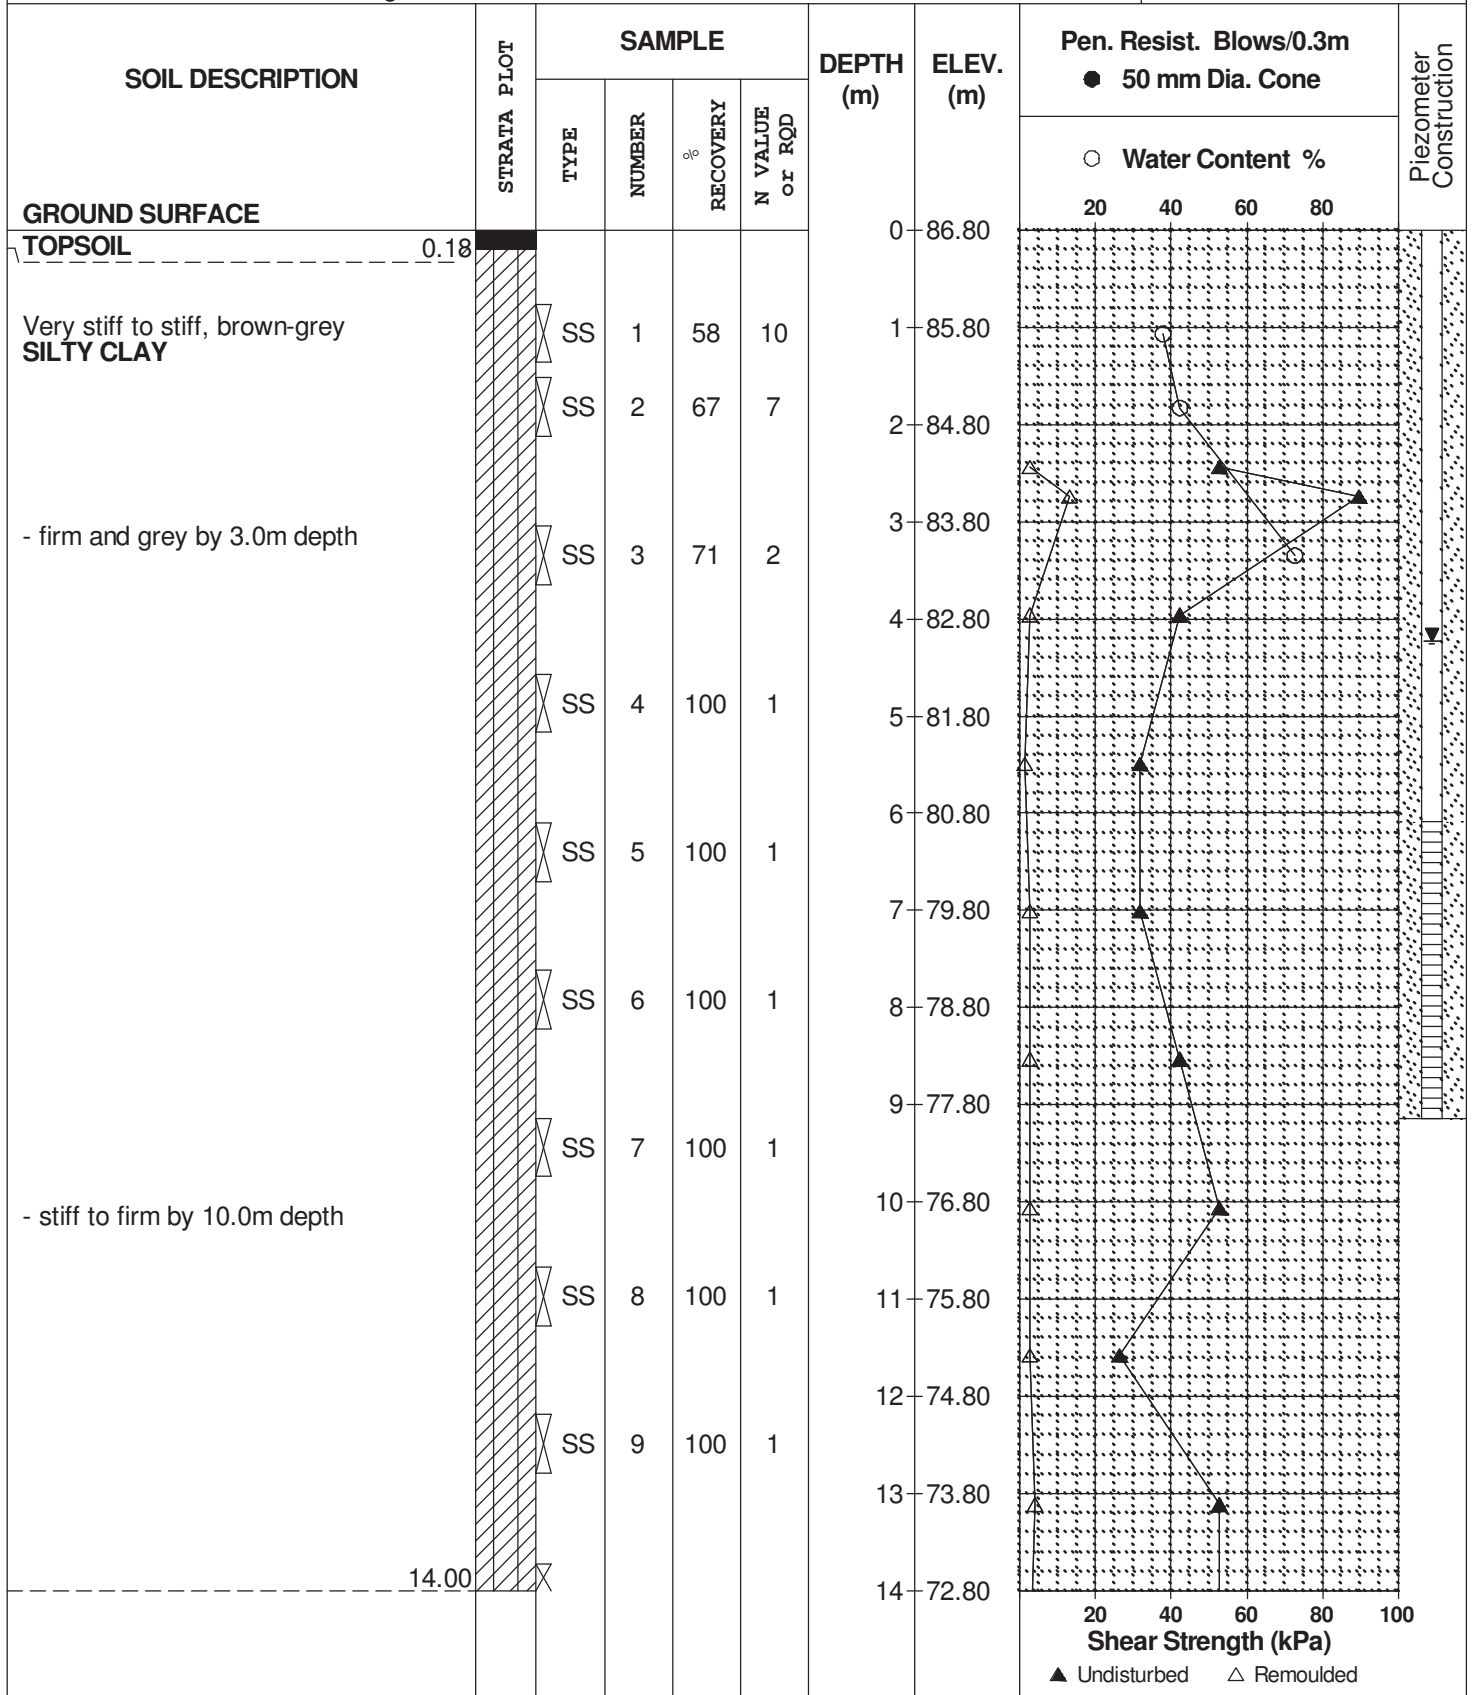 SOIL DESCRIPTION
STRATA PLOT
SAMPLE
TYPE
NUMBER
% RECOVERY
N VALUE or RQD
DEPTH (m)
ELEV. (m)
Pen. Resist. Blows/0.3m
● 50 mm Dia. Cone
○ Water Content %
Piezometer Construction
20 40 60 80
GROUND SURFACE
0 86.80
TOPSOIL 0.18
Very stiff to stiff, brown-grey
SILTY CLAY
SS 1 58 10
1 85.80
SS 2 67 7
2 84.80
3 83.80
- firm and grey by 3.0m depth
SS 3 71 2
4 82.80
SS 4 100 1
5 81.80
6 80.80
SS 5 100 1
7 79.80
SS 6 100 1
8 78.80
9 77.80
SS 7 100 1
10 76.80
- stiff to firm by 10.0m depth
SS 8 100 1
11 75.80
12 74.80
SS 9 100 1
13 73.80
14.00
14 72.80
20 40 60 80 100
Shear Strength (kPa)
▲ Undisturbed △ Remoulded